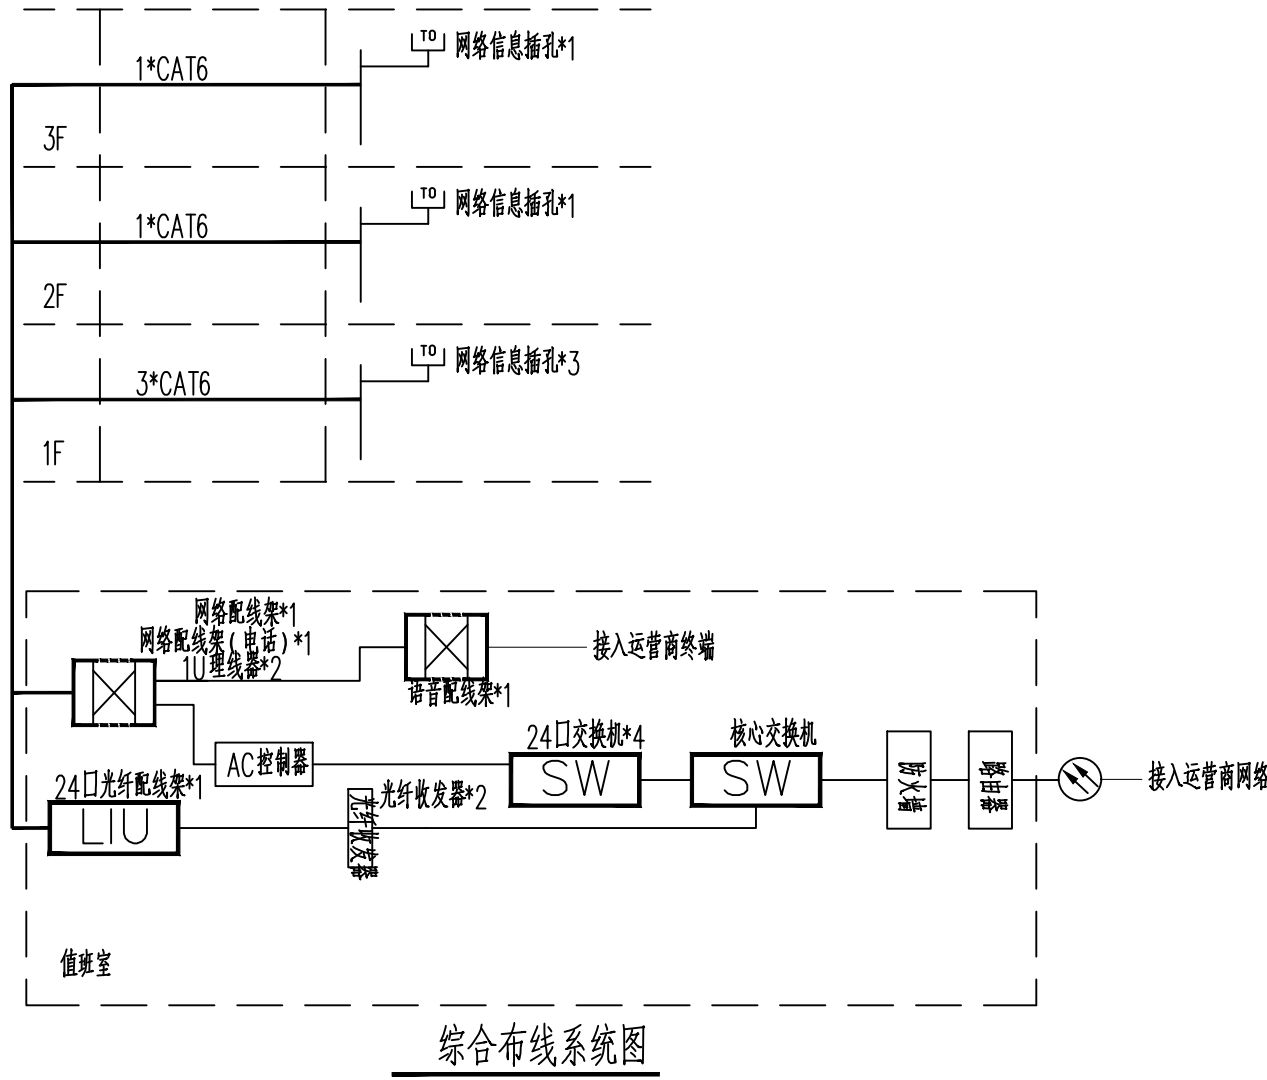 TO
网络信息插孔*1
1*CAT6
3F
TO
网络信息插孔*1
1*CAT6
2F
TO
网络信息插孔*3
3*CAT6
1F
网络配线架*1
网络配线架(电话)*1
1U理线器*2
语音配线架*1
接入运营商终端
AC控制器
24口交换机*4
SW
核心交换机
SW
防火墙
路由器
接入运营商网络
24口光纤配线架*1
LIU
光纤收发器*2
光纤收发器
值班室
综合布线系统图